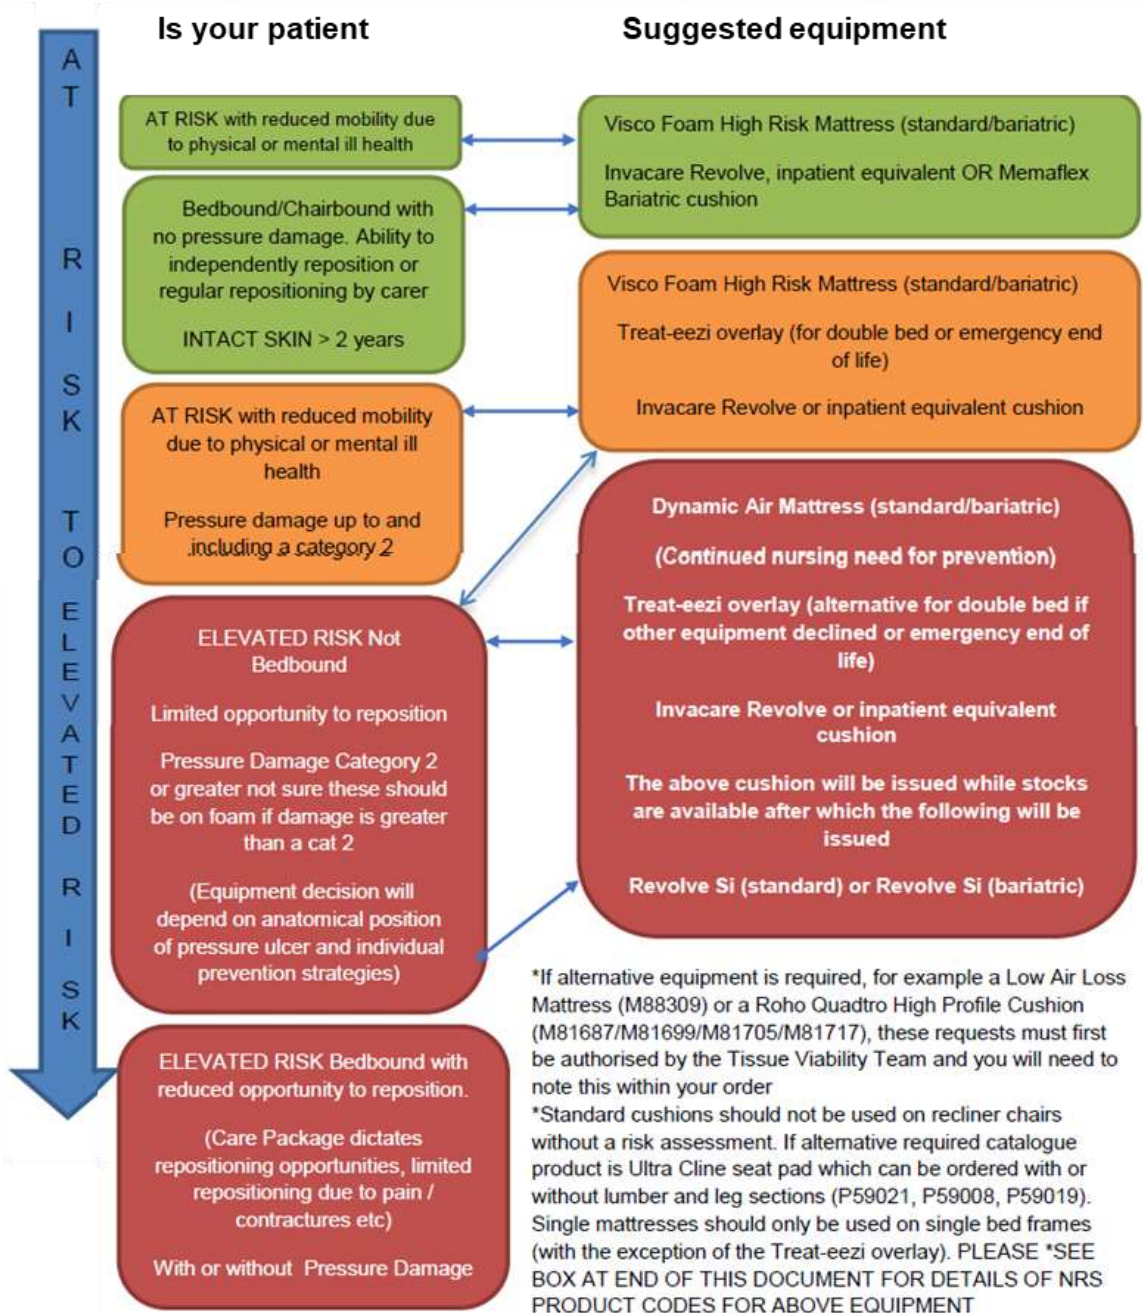 Is your patient
Suggested equipment
A
T
R
I
S
K
T
O
E
L
E
V
A
T
E
D
R
I
S
K
AT RISK with reduced mobility due
to physical or mental ill health
Bedbound/Chairbound with
no pressure damage. Ability to
independently reposition or
regular repositioning by carer
INTACT SKIN > 2 years
AT RISK with reduced mobility
due to physical or mental ill
health
Pressure damage up to and
including a category 2
ELEVATED RISK Not
Bedbound
Limited opportunity to reposition
Pressure Damage Category 2
or greater not sure these should
be on foam if damage is greater
than a cat 2
(Equipment decision will
depend on anatomical position
of pressure ulcer and individual
prevention strategies)
ELEVATED RISK Bedbound with
reduced opportunity to reposition.
(Care Package dictates
repositioning opportunities, limited
repositioning due to pain /
contractures etc)
With or without Pressure Damage
Visco Foam High Risk Mattress (standard/bariatric)
Invacare Revolve, inpatient equivalent OR Memaflex
Bariatric cushion
Visco Foam High Risk Mattress (standard/bariatric)
Treat-eezi overlay (for double bed or emergency end
of life)
Invacare Revolve or inpatient equivalent cushion
Dynamic Air Mattress (standard/bariatric)
(Continued nursing need for prevention)
Treat-eezi overlay (alternative for double bed if
other equipment declined or emergency end of
life)
Invacare Revolve or inpatient equivalent
cushion
The above cushion will be issued while stocks
are available after which the following will be
issued
Revolve Si (standard) or Revolve Si (bariatric)
*If alternative equipment is required, for example a Low Air Loss
Mattress (M88309) or a Roho Quadtro High Profile Cushion
(M81687/M81699/M81705/M81717), these requests must first
be authorised by the Tissue Viability Team and you will need to
note this within your order
*Standard cushions should not be used on recliner chairs
without a risk assessment. If alternative required catalogue
product is Ultra Cline seat pad which can be ordered with or
without lumber and leg sections (P59021, P59008, P59019).
Single mattresses should only be used on single bed frames
(with the exception of the Treat-eezi overlay). PLEASE *SEE
BOX AT END OF THIS DOCUMENT FOR DETAILS OF NRS
PRODUCT CODES FOR ABOVE EQUIPMENT